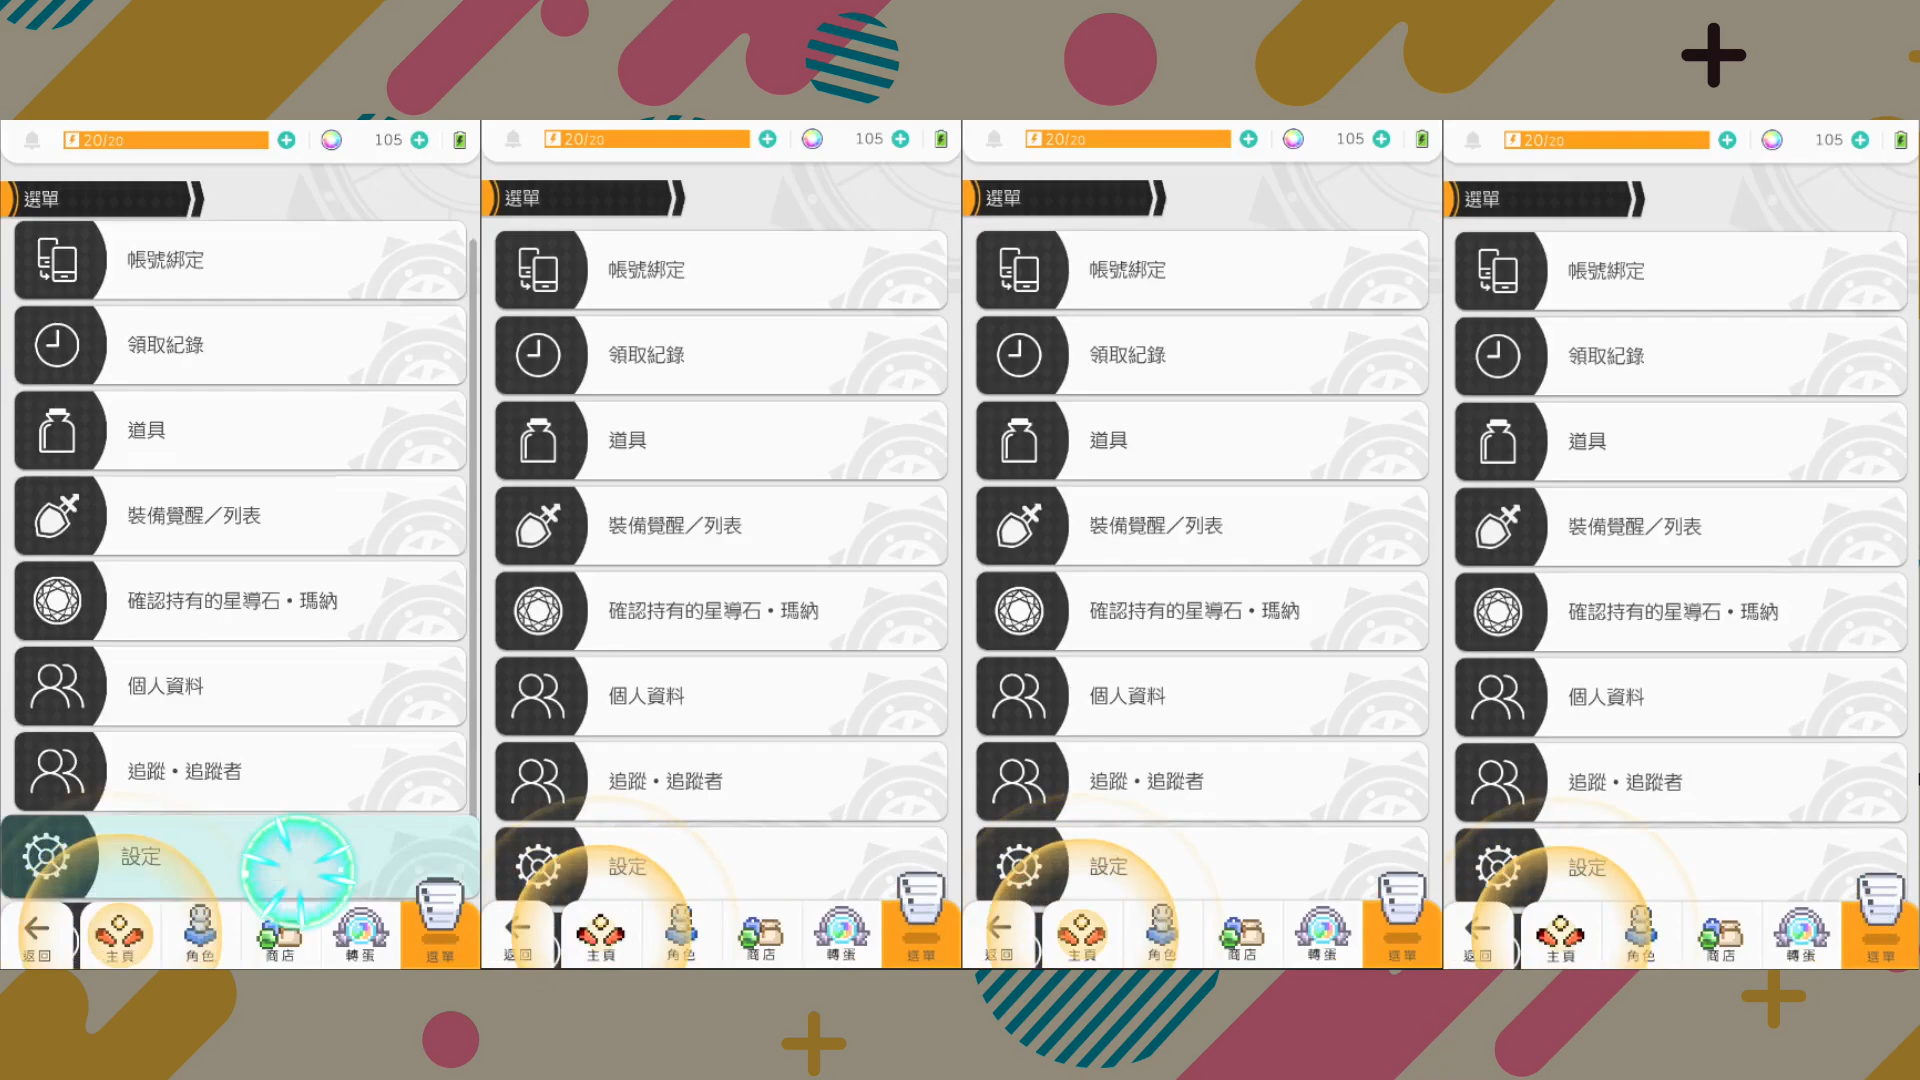 20/20 105
選單
帳號綁定
領取紀錄
道具
裝備覺醒／列表
確認持有的星導石・瑪納
個人資料
追蹤・追蹤者
設定
返回 主頁 角色 商店 轉蛋 選單
20/20 105
選單
帳號綁定
領取紀錄
道具
裝備覺醒／列表
確認持有的星導石・瑪納
個人資料
追蹤・追蹤者
設定
返回 主頁 角色 商店 轉蛋 選單
20/20 105
選單
帳號綁定
領取紀錄
道具
裝備覺醒／列表
確認持有的星導石・瑪納
個人資料
追蹤・追蹤者
設定
返回 主頁 角色 商店 轉蛋 選單
20/20 105
選單
帳號綁定
領取紀錄
道具
裝備覺醒／列表
確認持有的星導石・瑪納
個人資料
追蹤・追蹤者
設定
返回 主頁 角色 商店 轉蛋 選單